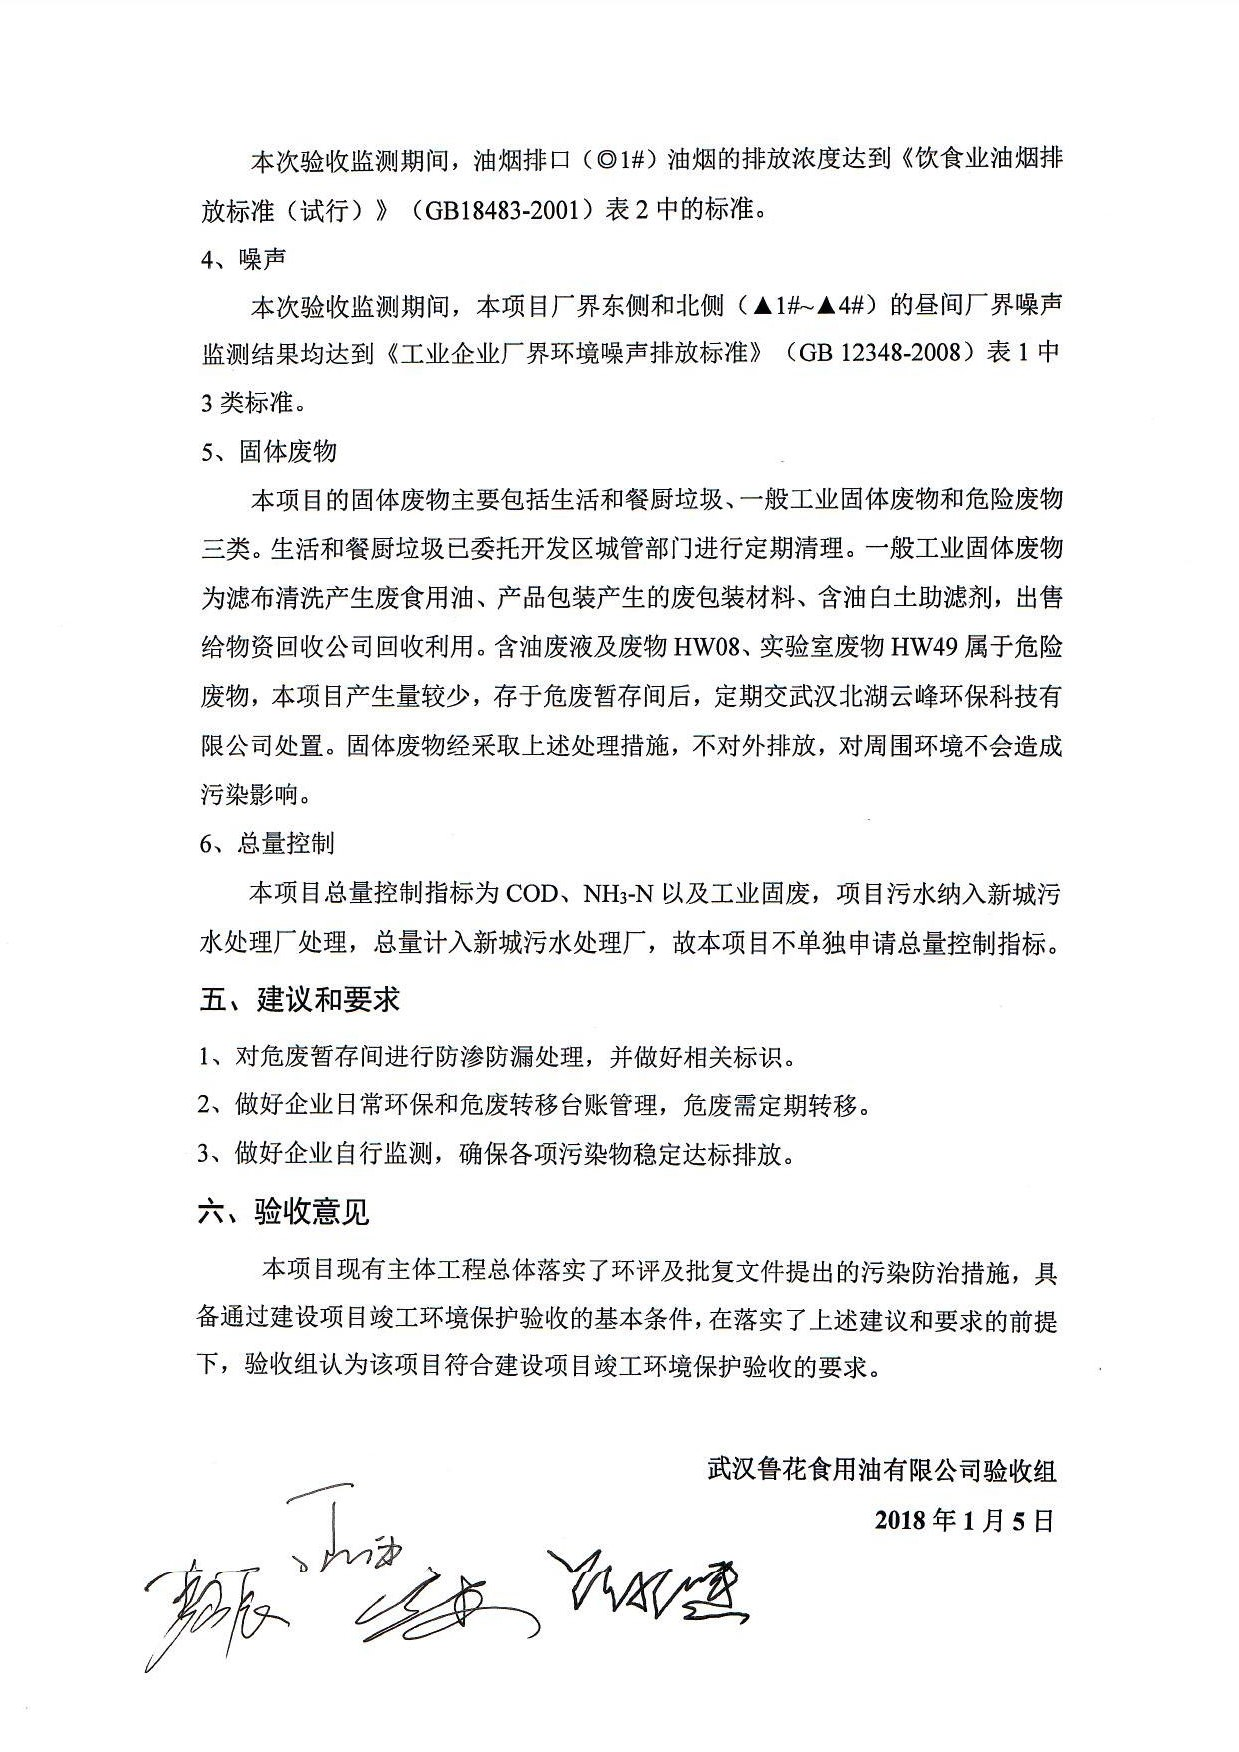 本次验收监测期间，油烟排口（◎1#）油烟的排放浓度达到《饮食业油烟排
放标准（试行）》（GB18483-2001）表 2 中的标准。
4、噪声
本次验收监测期间，本项目厂界东侧和北侧（▲1#~▲4#）的昼间厂界噪声
监测结果均达到《工业企业厂界环境噪声排放标准》（GB 12348-2008）表 1 中
3 类标准。
5、固体废物
本项目的固体废物主要包括生活和餐厨垃圾、一般工业固体废物和危险废物
三类。生活和餐厨垃圾已委托开发区城管部门进行定期清理。一般工业固体废物
为滤布清洗产生废食用油、产品包装产生的废包装材料、含油白土助滤剂，出售
给物资回收公司回收利用。含油废液及废物 HW08、实验室废物 HW49 属于危险
废物，本项目产生量较少，存于危废暂存间后，定期交武汉北湖云峰环保科技有
限公司处置。固体废物经采取上述处理措施，不对外排放，对周围环境不会造成
污染影响。
6、总量控制
本项目总量控制指标为 COD、NH₃-N 以及工业固废，项目污水纳入新城污
水处理厂处理，总量计入新城污水处理厂，故本项目不单独申请总量控制指标。
五、建议和要求
1、对危废暂存间进行防渗防漏处理，并做好相关标识。
2、做好企业日常环保和危废转移台账管理，危废需定期转移。
3、做好企业自行监测，确保各项污染物稳定达标排放。
六、验收意见
本项目现有主体工程总体落实了环评及批复文件提出的污染防治措施，具
备通过建设项目竣工环境保护验收的基本条件，在落实了上述建议和要求的前提
下，验收组认为该项目符合建设项目竣工环境保护验收的要求。
武汉鲁花食用油有限公司验收组
2018 年 1 月 5 日